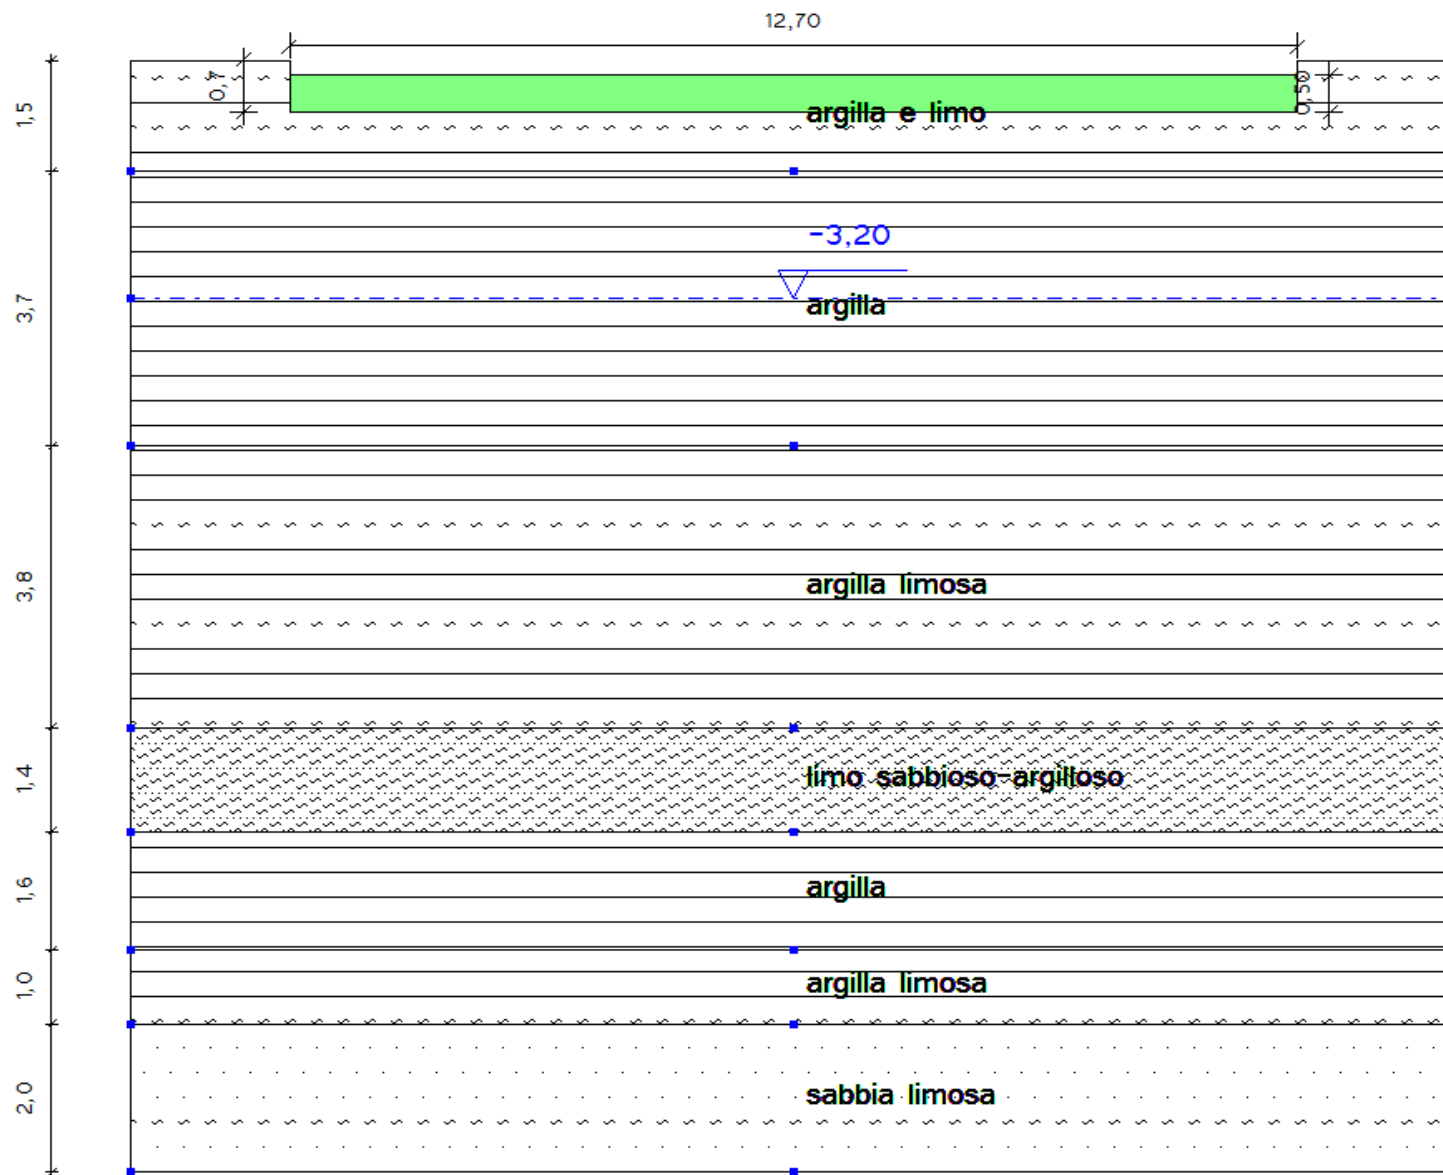 12,70
0,7
0,50
1,5
argilla e limo
-3,20
3,7
argilla
3,8
argilla limosa
1,4
limo sabbioso-argilloso
1,6
argilla
1,0
argilla limosa
2,0
sabbia limosa